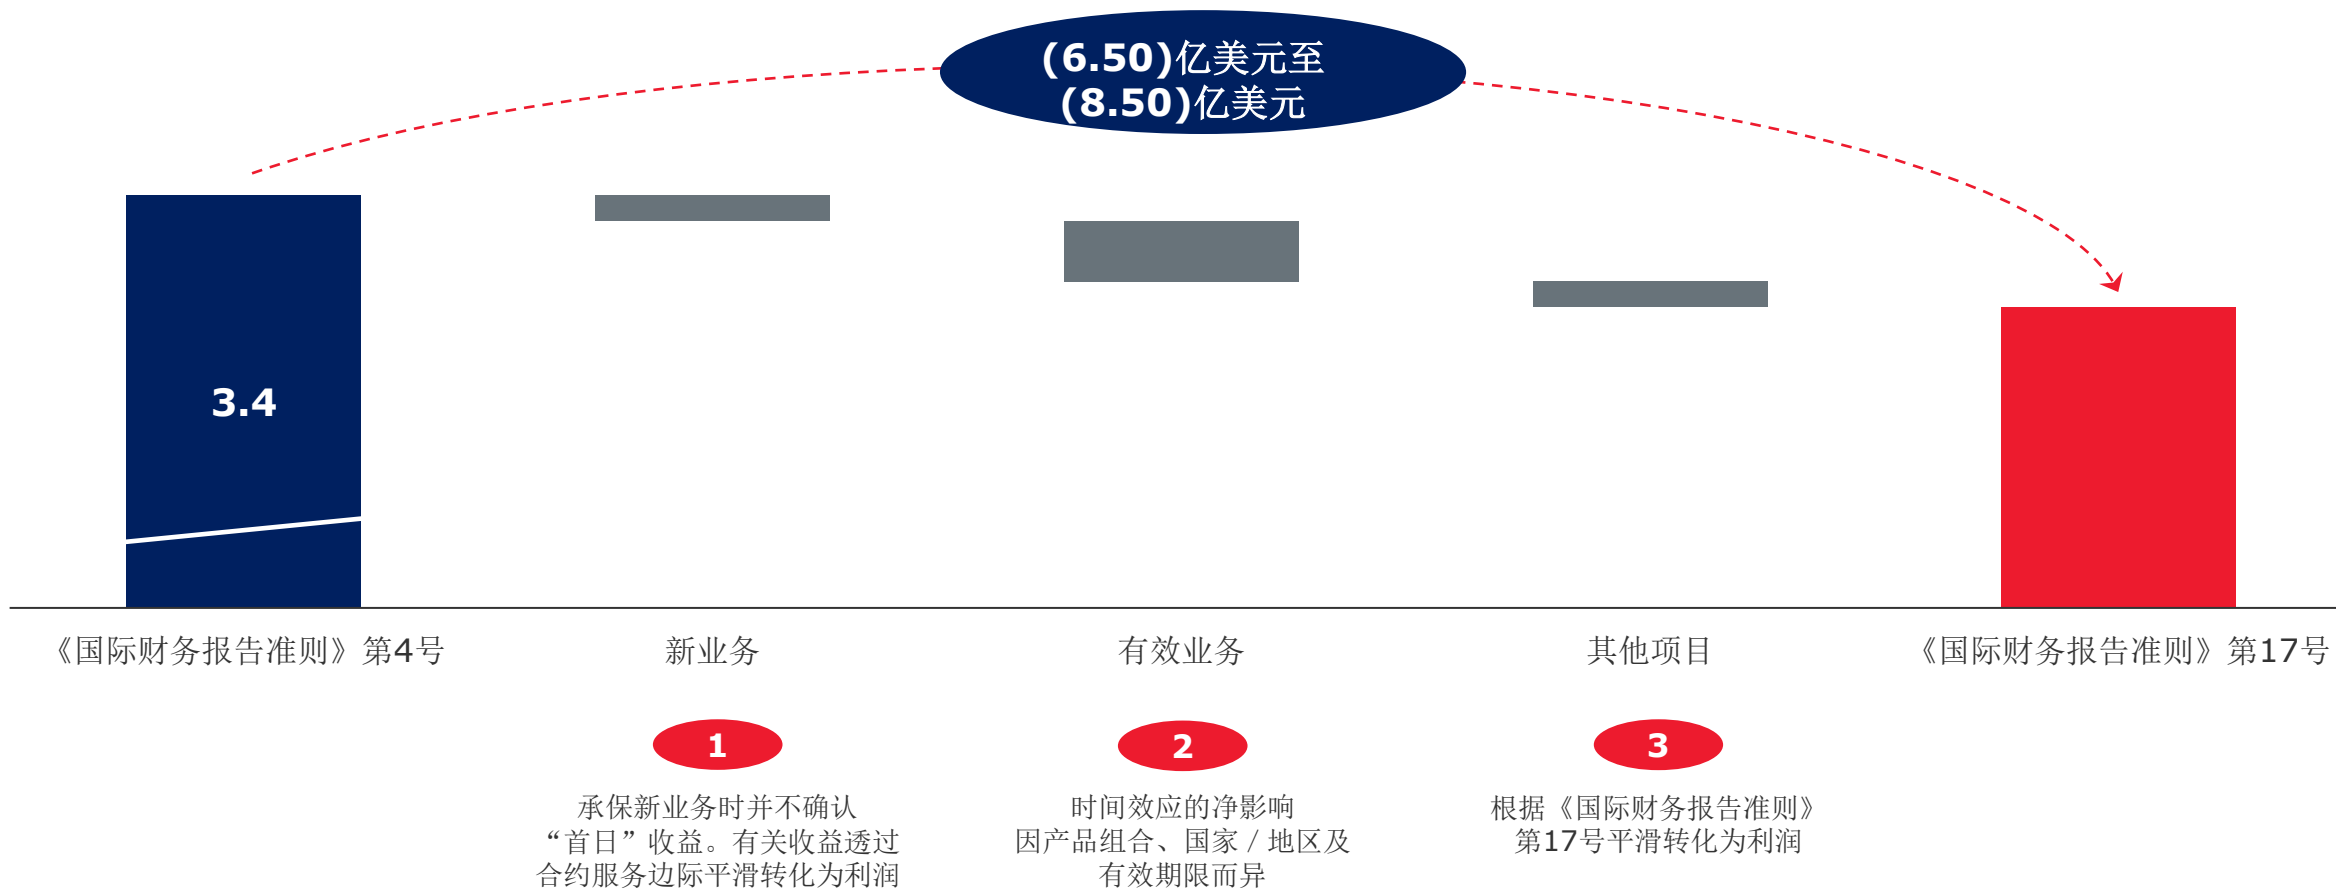 (6.50)亿美元至
(8.50)亿美元
3.4
《国际财务报告准则》第4号
新业务
有效业务
其他项目
《国际财务报告准则》第17号
1
承保新业务时并不确认
“首日”收益。有关收益透过
合约服务边际平滑转化为利润
2
时间效应的净影响
因产品组合、国家／地区及
有效期限而异
3
根据《国际财务报告准则》
第17号平滑转化为利润